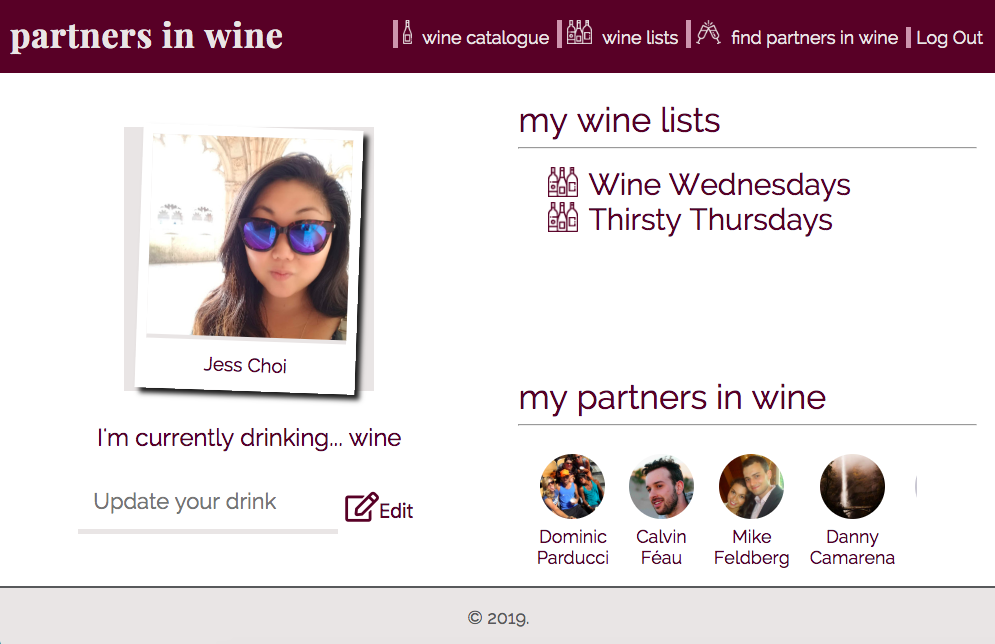 partners in wine
wine catalogue
wine lists
find partners in wine
Log Out
Jess Choi
I'm currently drinking... wine
Update your drink
Edit
my wine lists
Wine Wednesdays
Thirsty Thursdays
my partners in wine
Dominic
Parducci
Calvin
Féau
Mike
Feldberg
Danny
Camarena
© 2019.